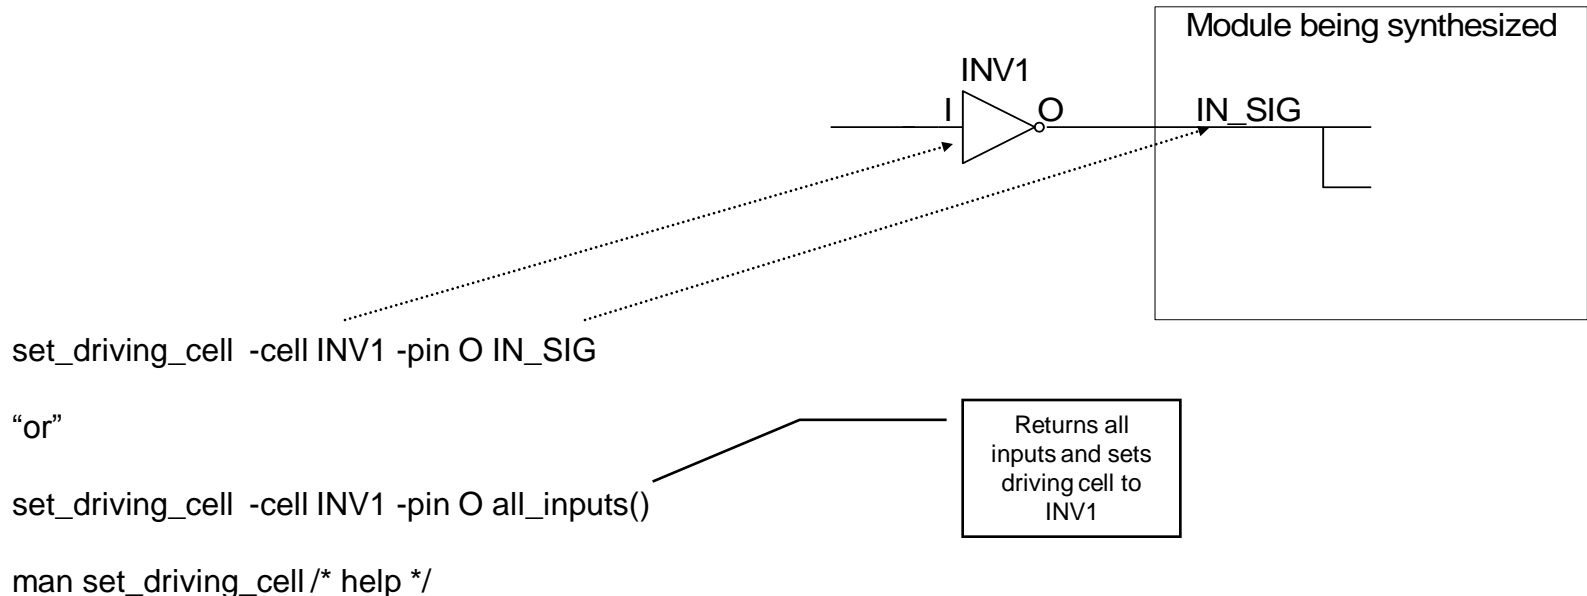 Module being synthesized
INV1
I
O
IN_SIG
set_driving_cell -cell INV1 -pin O IN_SIG
“or”
Returns all
inputs and sets
driving cell to
INV1
set_driving_cell -cell INV1 -pin O all_inputs()
man set_driving_cell /* help */